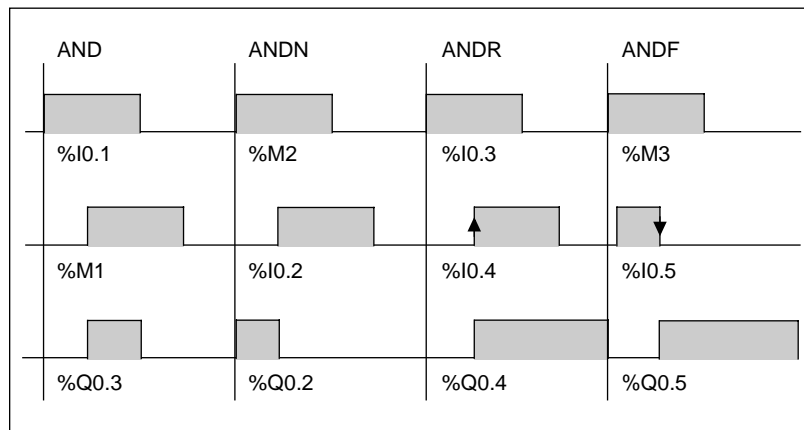 AND ANDN ANDR ANDF
%I0.1 %M2 %I0.3 %M3
%M1 %I0.2 %I0.4 %I0.5
%Q0.3 %Q0.2 %Q0.4 %Q0.5